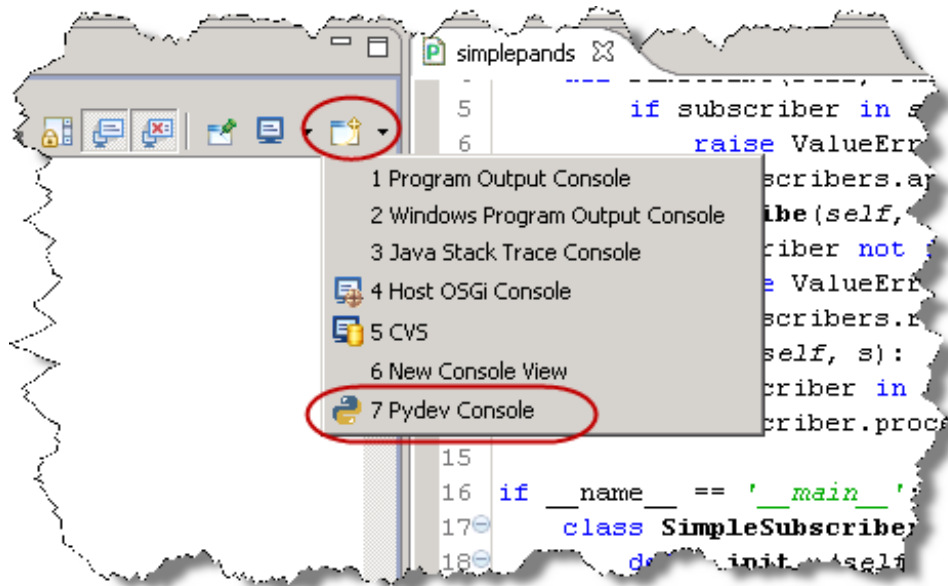 simplepands
5 if subscriber in s
6 raise ValueErr
1 Program Output Console
2 Windows Program Output Console
3 Java Stack Trace Console
4 Host OSGi Console
5 CVS
6 New Console View
7 Pydev Console
scribers.ap
ibe(self,
riber not
ValueErr
scribers.r
self, s):
criber in
criber.proce
15
16 if __name__ == '__main__':
17 class SimpleSubscriber
18